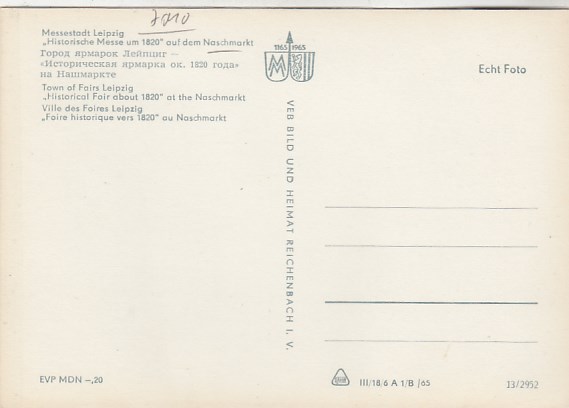 7010
Messestadt Leipzig
„Historische Messe um 1820" auf dem Naschmarkt
Город ярмарок Лейпциг —
«Историческая ярмарка ок. 1820 года»
на Нашмаркте
Town of Fairs Leipzig
„Historical Fair about 1820" at the Naschmarkt
Ville des Foires Leipzig
„Foire historique vers 1820" au Naschmarkt
1165 1965
MM
Echt Foto
VEB BILD UND HEIMAT REICHENBACH I. V.
EVP MDN –,20
III/18/6 A 1/B /65
13/2952